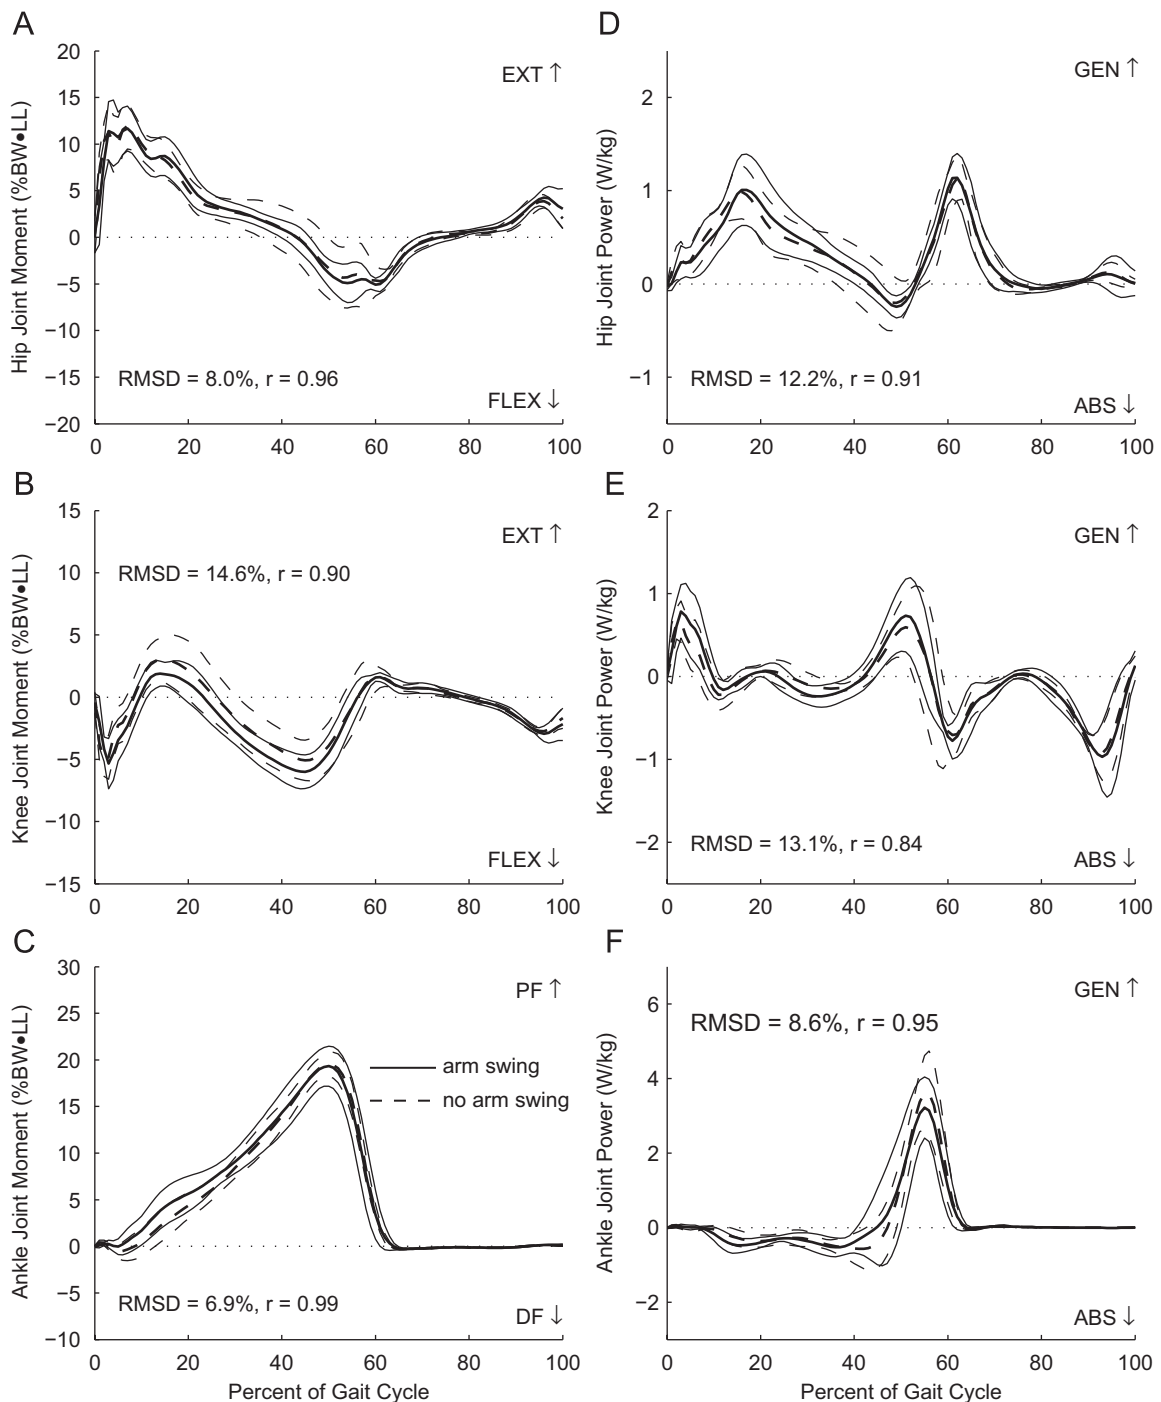 A
20
15
10
5
0
−5
−10
−15
−20
Hip Joint Moment (%BW•LL)
EXT ↑
RMSD = 8.0%, r = 0.96
FLEX ↓
0 20 40 60 80 100
D
2
1
0
−1
Hip Joint Power (W/kg)
GEN ↑
RMSD = 12.2%, r = 0.91
ABS ↓
0 20 40 60 80 100
B
15
10
5
0
−5
−10
−15
Knee Joint Moment (%BW•LL)
EXT ↑
RMSD = 14.6%, r = 0.90
FLEX ↓
0 20 40 60 80 100
E
2
1
0
−1
−2
Knee Joint Power (W/kg)
GEN ↑
RMSD = 13.1%, r = 0.84
ABS ↓
0 20 40 60 80 100
C
30
25
20
15
10
5
0
−5
−10
Ankle Joint Moment (%BW•LL)
PF ↑
arm swing
no arm swing
RMSD = 6.9%, r = 0.99
DF ↓
0 20 40 60 80 100
Percent of Gait Cycle
F
6
4
2
0
−2
Ankle Joint Power (W/kg)
GEN ↑
RMSD = 8.6%, r = 0.95
ABS ↓
0 20 40 60 80 100
Percent of Gait Cycle